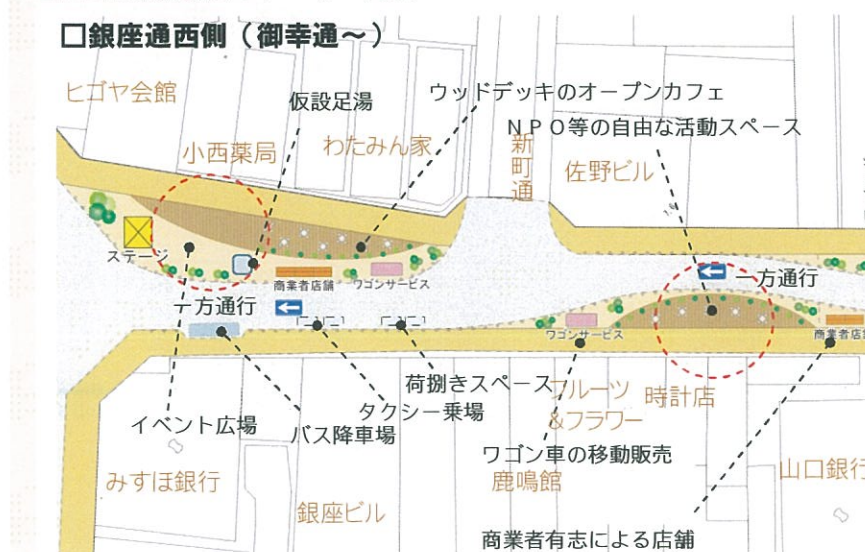 □銀座通西側（御幸通～）
ヒゴヤ会館
仮設足湯
ウッドデッキのオープンカフェ
NPO等の自由な活動スペース
小西薬局
わたみん家
新町通
佐野ビル
ステージ
商業者店舗
ワゴンサービス
一方通行
一方通行
ワゴンサービス
商業者店
荷捌きスペース
タクシー乗場
バス降車場
イベント広場
フルーツ
&フラワー
時計店
ワゴン車の移動販売
みすほ銀行
鹿鳴館
山口銀行
銀座ビル
商業者有志による店舗